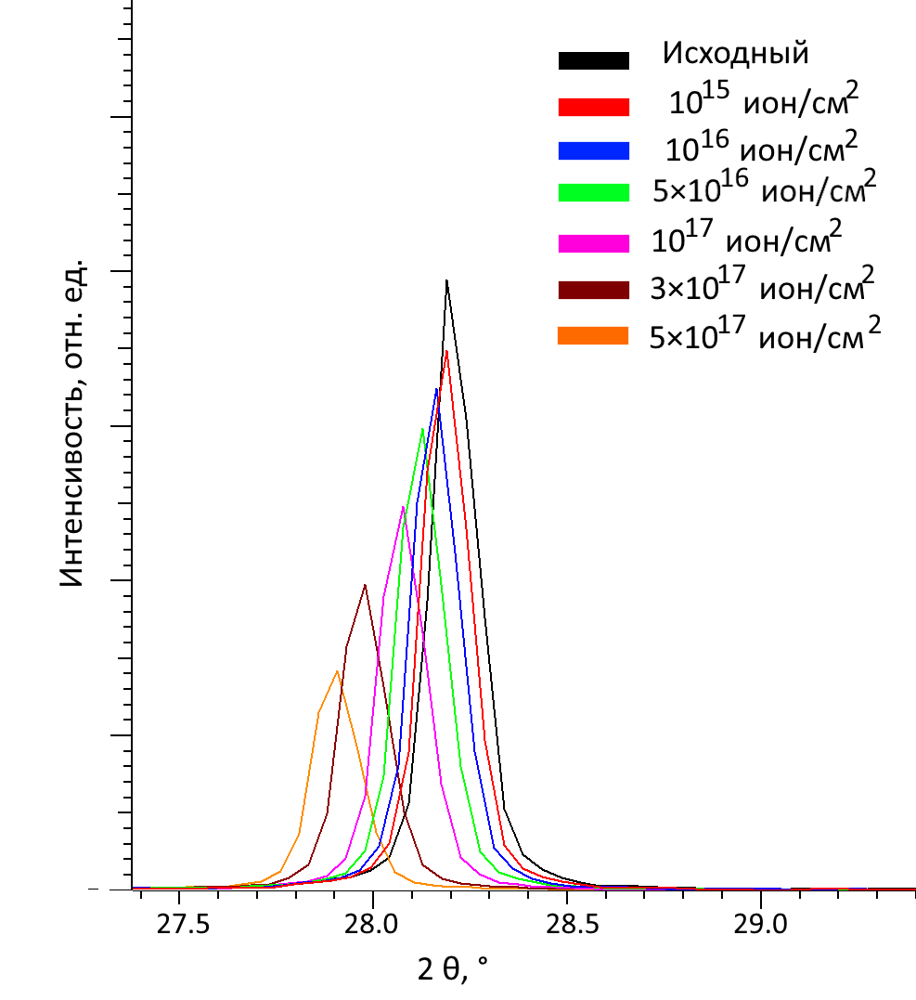 Исходный
10^15 ион/см^2
10^16 ион/см^2
5×10^16 ион/см^2
10^17 ион/см^2
3×10^17 ион/см^2
5×10^17 ион/см^2
Интенсивость, отн. ед.
27.5 28.0 28.5 29.0
2 θ, °